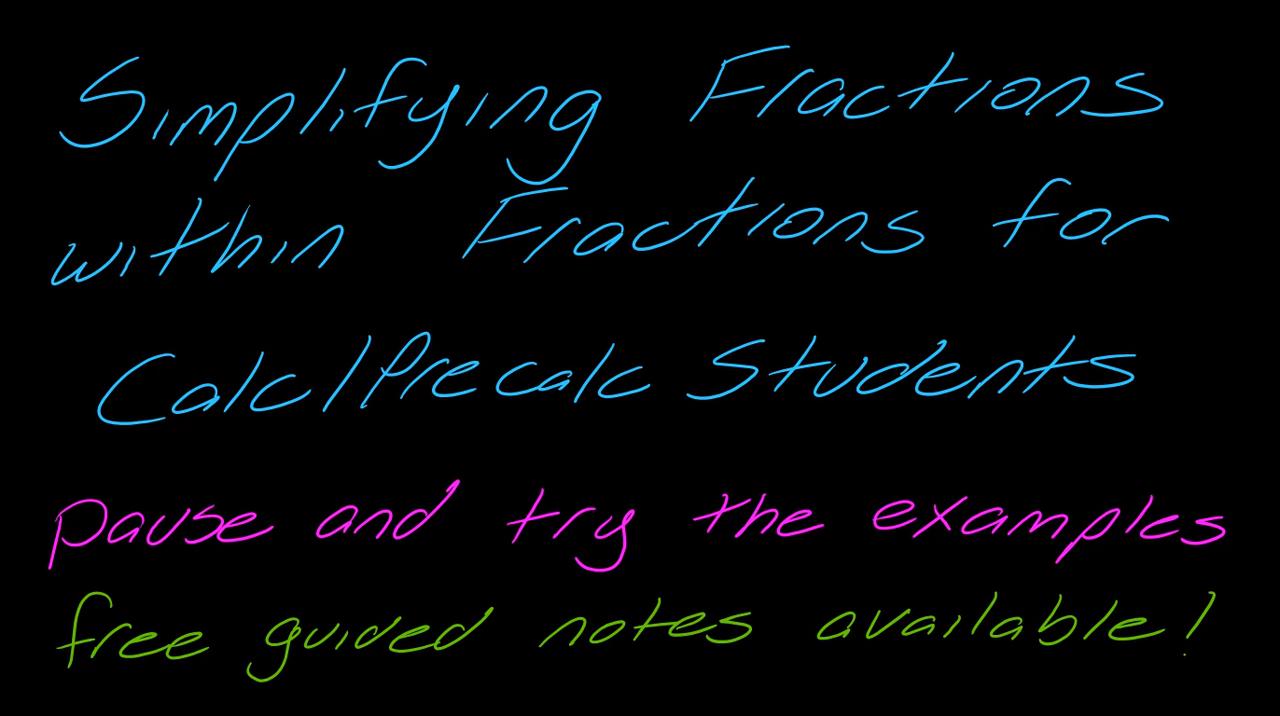 Simplifying Fractions
within Fractions for
Calc/Precalc Students
pause and try the examples
free guided notes available!